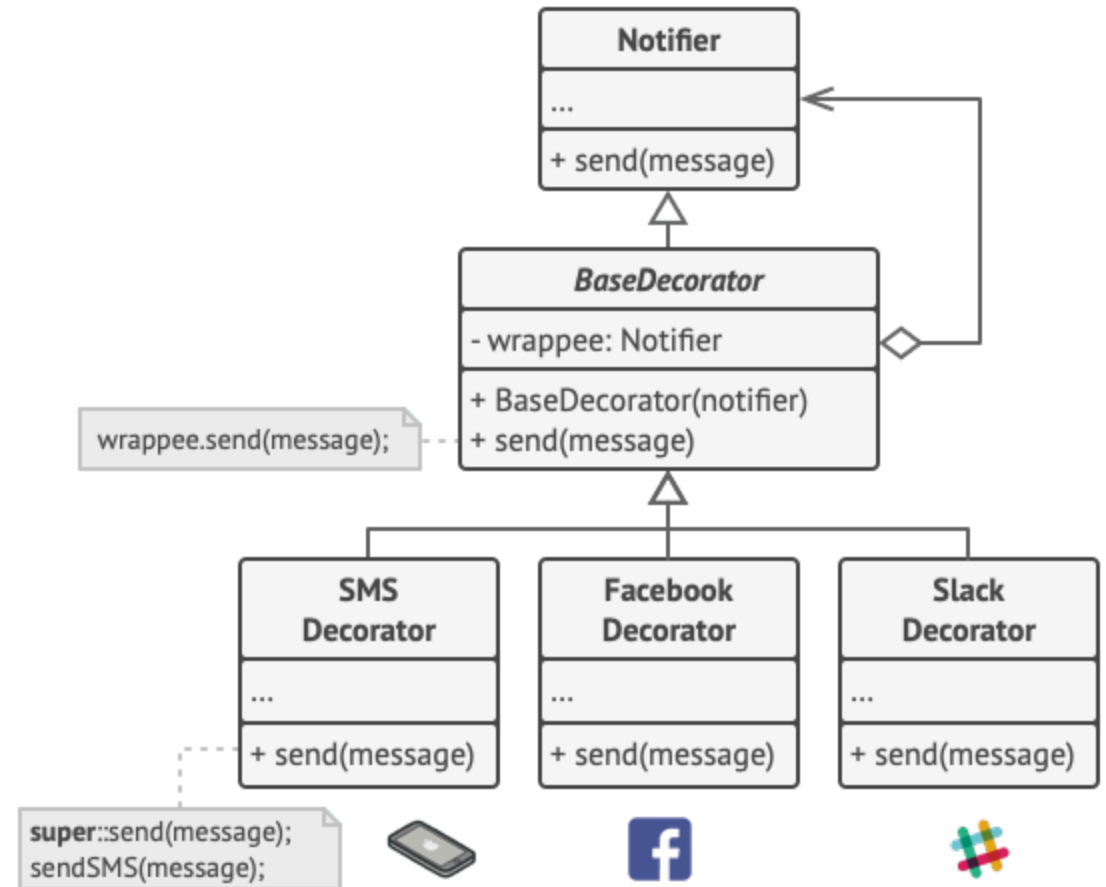 Notifier
...
+ send(message)
BaseDecorator
- wrappee: Notifier
+ BaseDecorator(notifier)
+ send(message)
wrappee.send(message);
SMS
Decorator
...
+ send(message)
Facebook
Decorator
...
+ send(message)
Slack
Decorator
...
+ send(message)
super::send(message);
sendSMS(message);
f